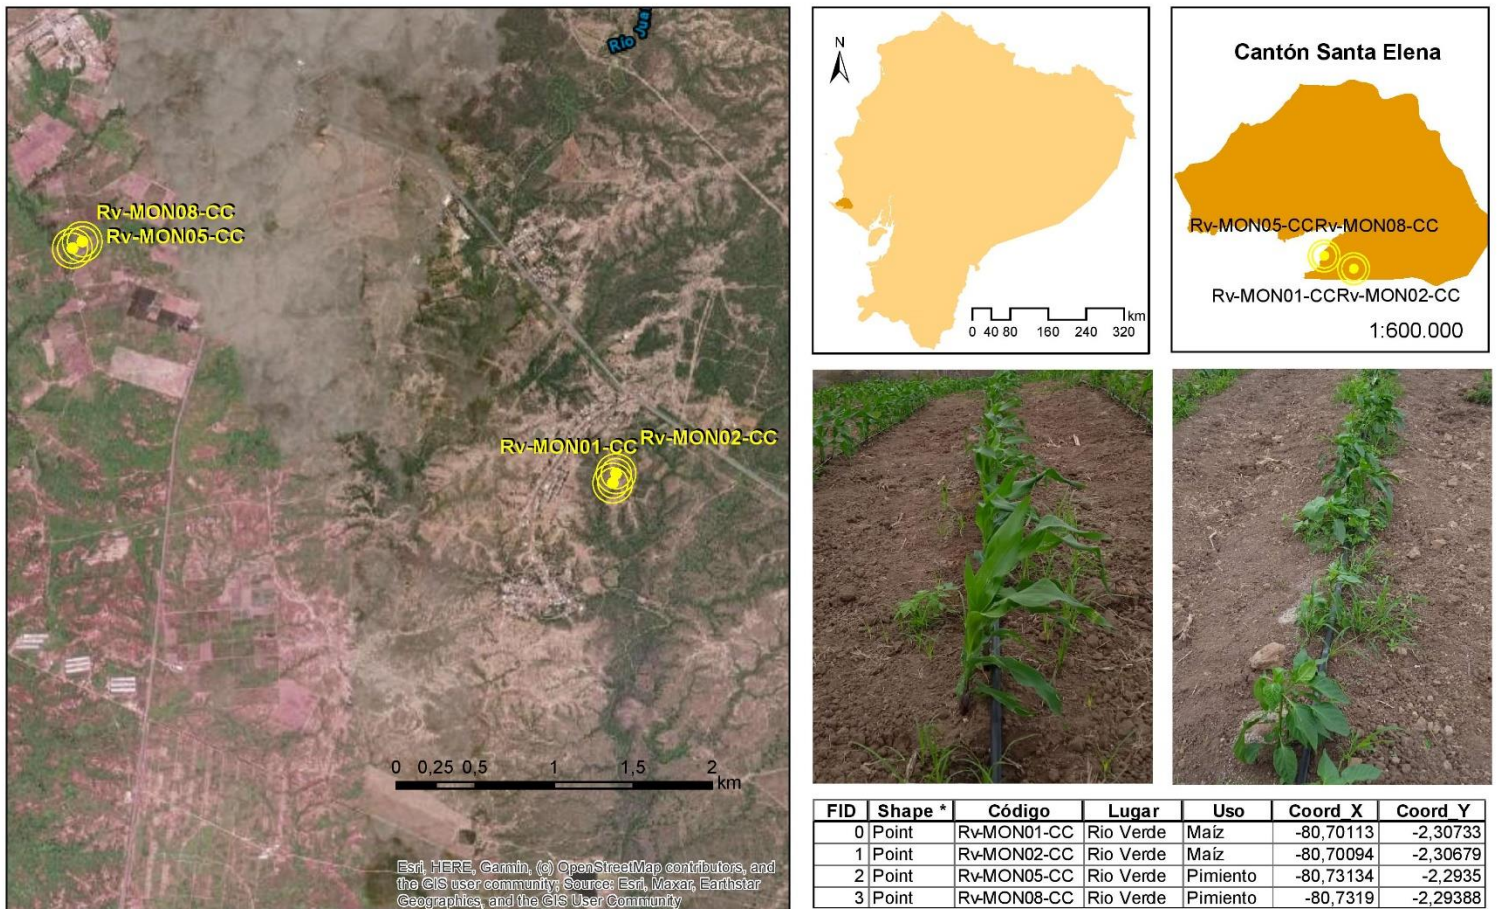 Río Jua
Rv-MON08-CC
Rv-MON05-CC
Rv-MON01-CC Rv-MON02-CC
0 0,25 0,5 1 1,5 2
km
Esri, HERE, Garmin, (c) OpenStreetMap contributors, and
the GIS user community; Source: Esri, Maxar, Earthstar
Geographics, and the GIS User Community
N
km
0 40 80 160 240 320
Cantón Santa Elena
Rv-MON05-CCRv-MON08-CC
Rv-MON01-CCRv-MON02-CC
1:600.000
FID Shape * Código Lugar Uso Coord_X Coord_Y
0 Point Rv-MON01-CC Rio Verde Maíz -80,70113 -2,30733
1 Point Rv-MON02-CC Rio Verde Maíz -80,70094 -2,30679
2 Point Rv-MON05-CC Rio Verde Pimiento -80,73134 -2,2935
3 Point Rv-MON08-CC Rio Verde Pimiento -80,7319 -2,29388